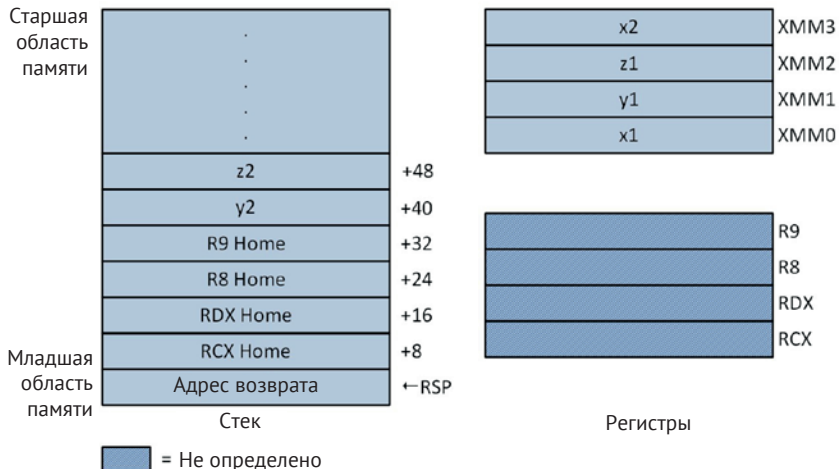 Старшая
область
памяти
.
.
.
.
.
z2 +48
y2 +40
R9 Home +32
R8 Home +24
RDX Home +16
RCX Home +8
Адрес возврата ←RSP
Младшая
область
памяти
Стек
x2 XMM3
z1 XMM2
y1 XMM1
x1 XMM0
R9
R8
RDX
RCX
Регистры
= Не определено